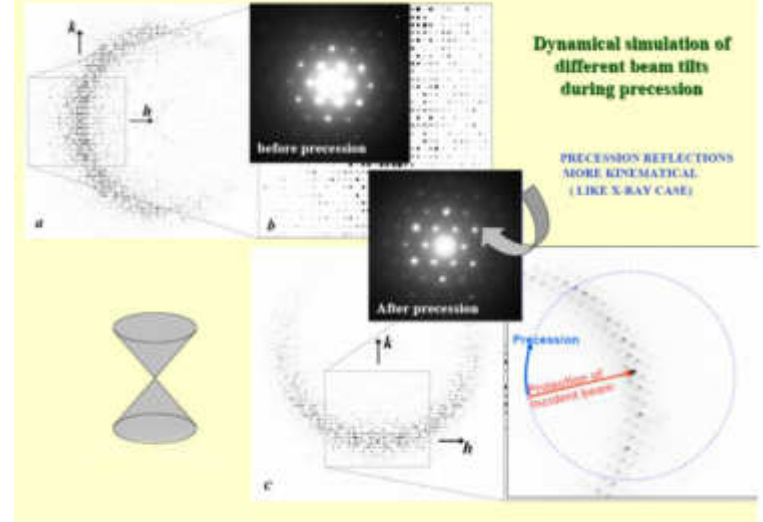 k
h
a
b
before precession
Dynamical simulation of
different beam tilts
during precession
PRECESSION REFLECTIONS
MORE KINEMATICAL
( LIKE X-RAY CASE)
After precession
k
h
c
Precession
Projection of
incident beam